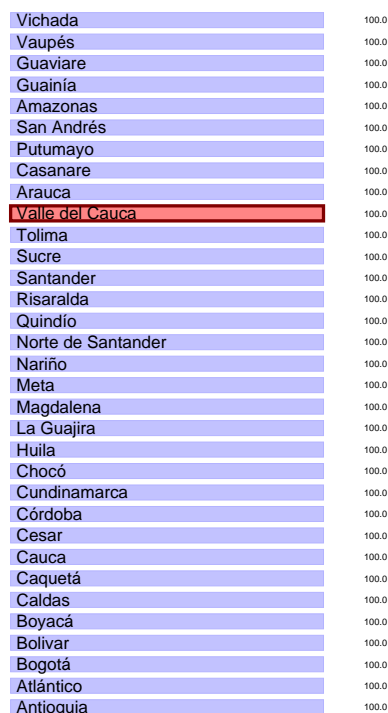 Vichada 100.0
Vaupés 100.0
Guaviare 100.0
Guainía 100.0
Amazonas 100.0
San Andrés 100.0
Putumayo 100.0
Casanare 100.0
Arauca 100.0
Valle del Cauca 100.0
Tolima 100.0
Sucre 100.0
Santander 100.0
Risaralda 100.0
Quindío 100.0
Norte de Santander 100.0
Nariño 100.0
Meta 100.0
Magdalena 100.0
La Guajira 100.0
Huila 100.0
Chocó 100.0
Cundinamarca 100.0
Córdoba 100.0
Cesar 100.0
Cauca 100.0
Caquetá 100.0
Caldas 100.0
Boyacá 100.0
Bolivar 100.0
Bogotá 100.0
Atlántico 100.0
Antioquia 100.0